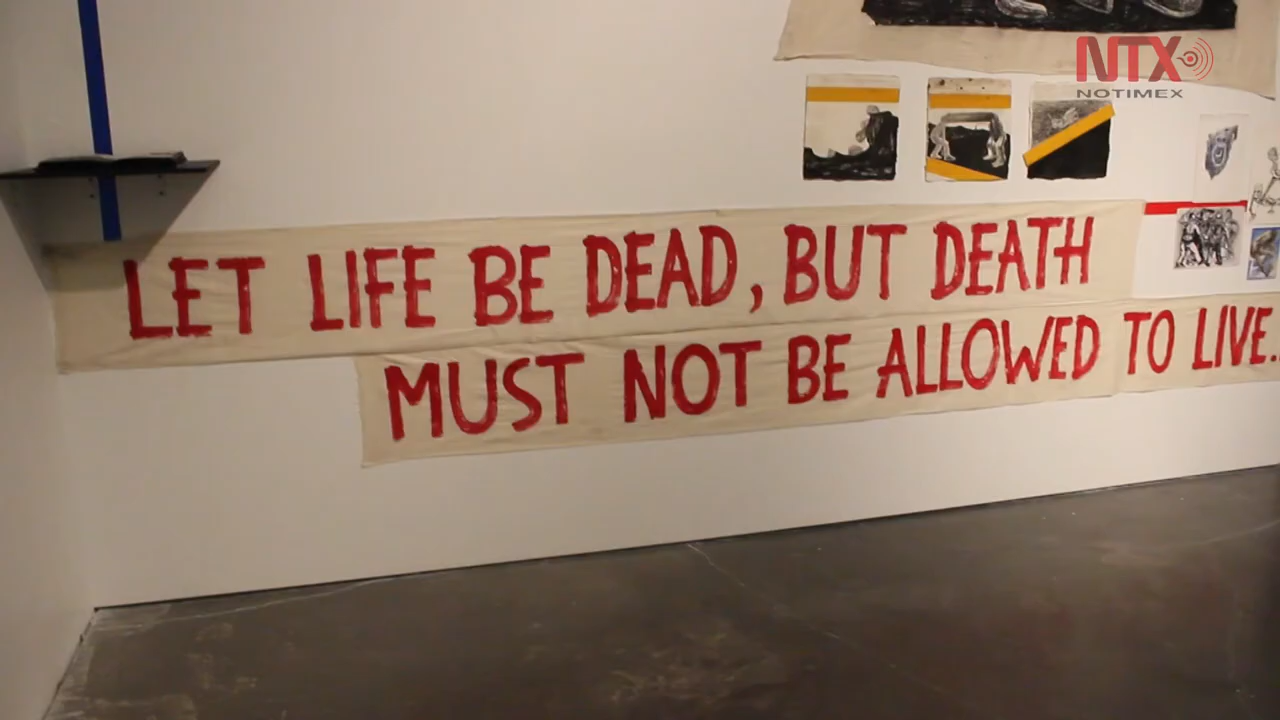 NTX
NOTIMEX
LET LIFE BE DEAD, BUT DEATH
MUST NOT BE ALLOWED TO LIVE.